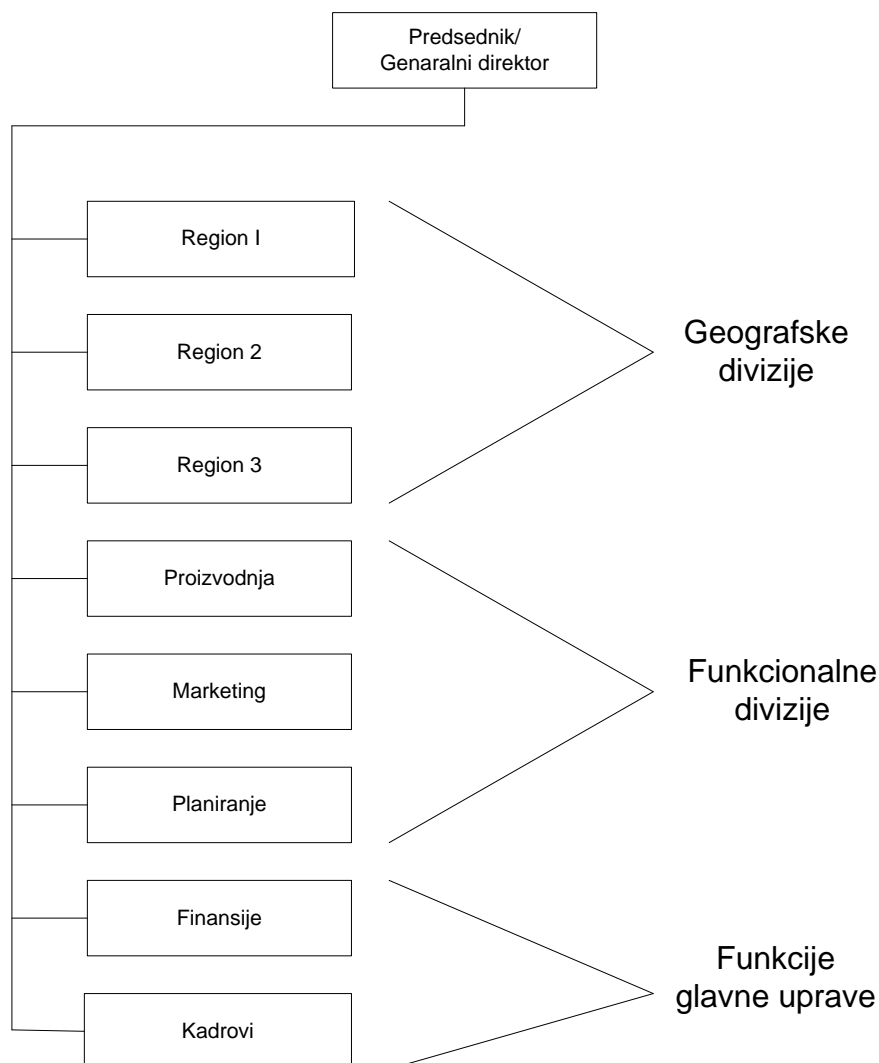 Predsednik/
Genaralni direktor
Region I
Region 2
Region 3
Geografske
divizije
Proizvodnja
Marketing
Planiranje
Funkcionalne
divizije
Finansije
Kadrovi
Funkcije
glavne uprave